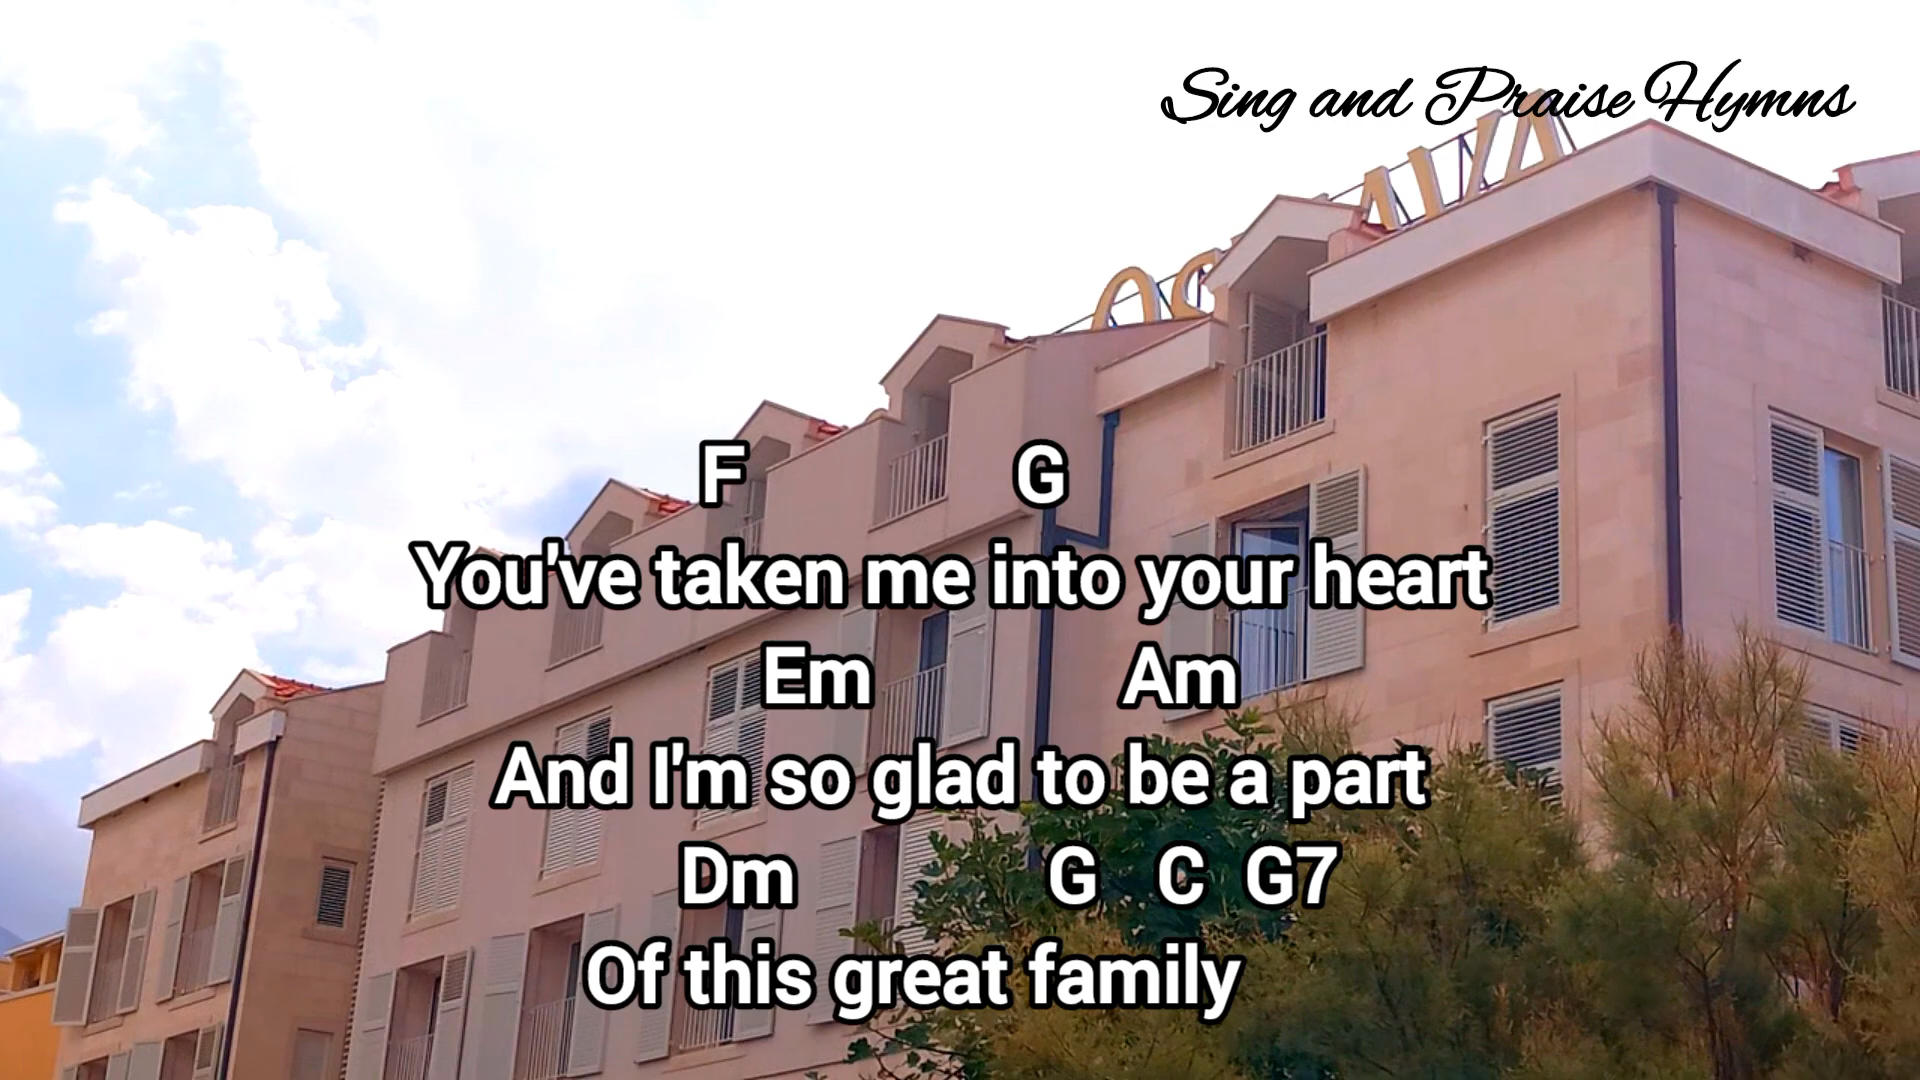 Sing and Praise Hymns
F G
You've taken me into your heart
Em Am
And I'm so glad to be a part
Dm G C G7
Of this great family